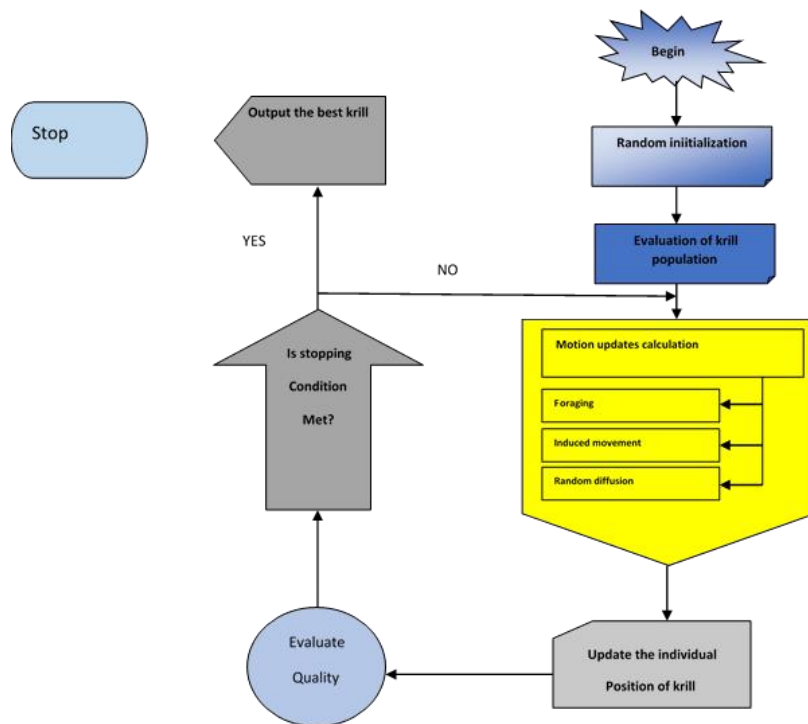 Begin
Random iniitialization
Evaluation of krill
population
Motion updates calculation
Foraging
Induced movement
Random diffusion
Update the individual
Position of krill
Evaluate
Quality
Is stopping
Condition
Met?
NO
YES
Output the best krill
Stop